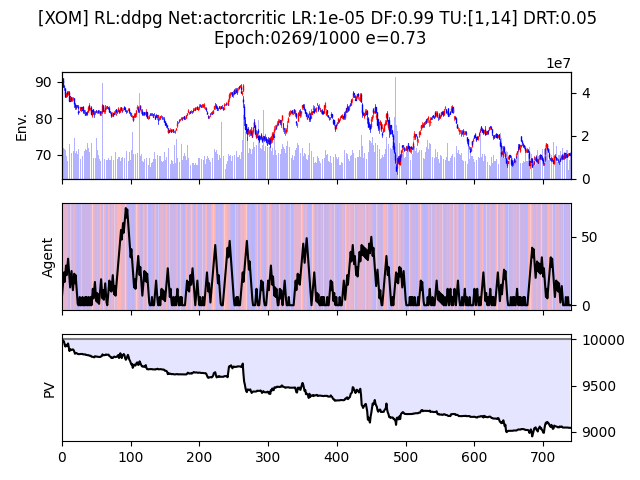 [XOM] RL:ddpg Net:actorcritic LR:1e-05 DF:0.99 TU:[1,14] DRT:0.05
Epoch:0269/1000 e=0.73
1e7
90
80
70
Env.
4
2
0
Agent
50
0
PV
10000
9500
9000
0 100 200 300 400 500 600 700